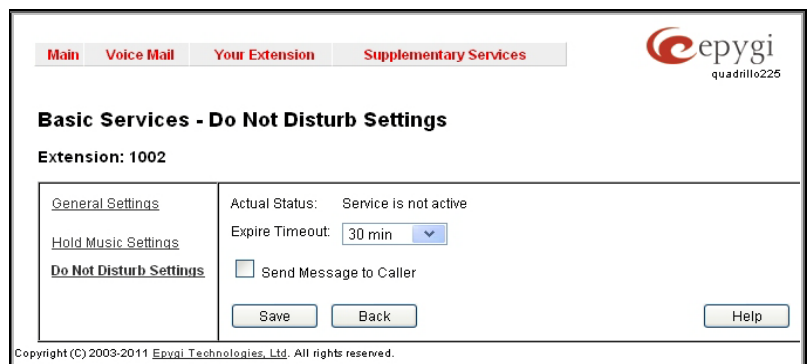 Main Voice Mail Your Extension Supplementary Services
epygi
quadrillo225
Basic Services - Do Not Disturb Settings
Extension: 1002
General Settings
Hold Music Settings
Do Not Disturb Settings
Actual Status: Service is not active
Expire Timeout: 30 min
Send Message to Caller
Save Back Help
Copyright (C) 2003-2011 Epygi Technologies, Ltd. All rights reserved.